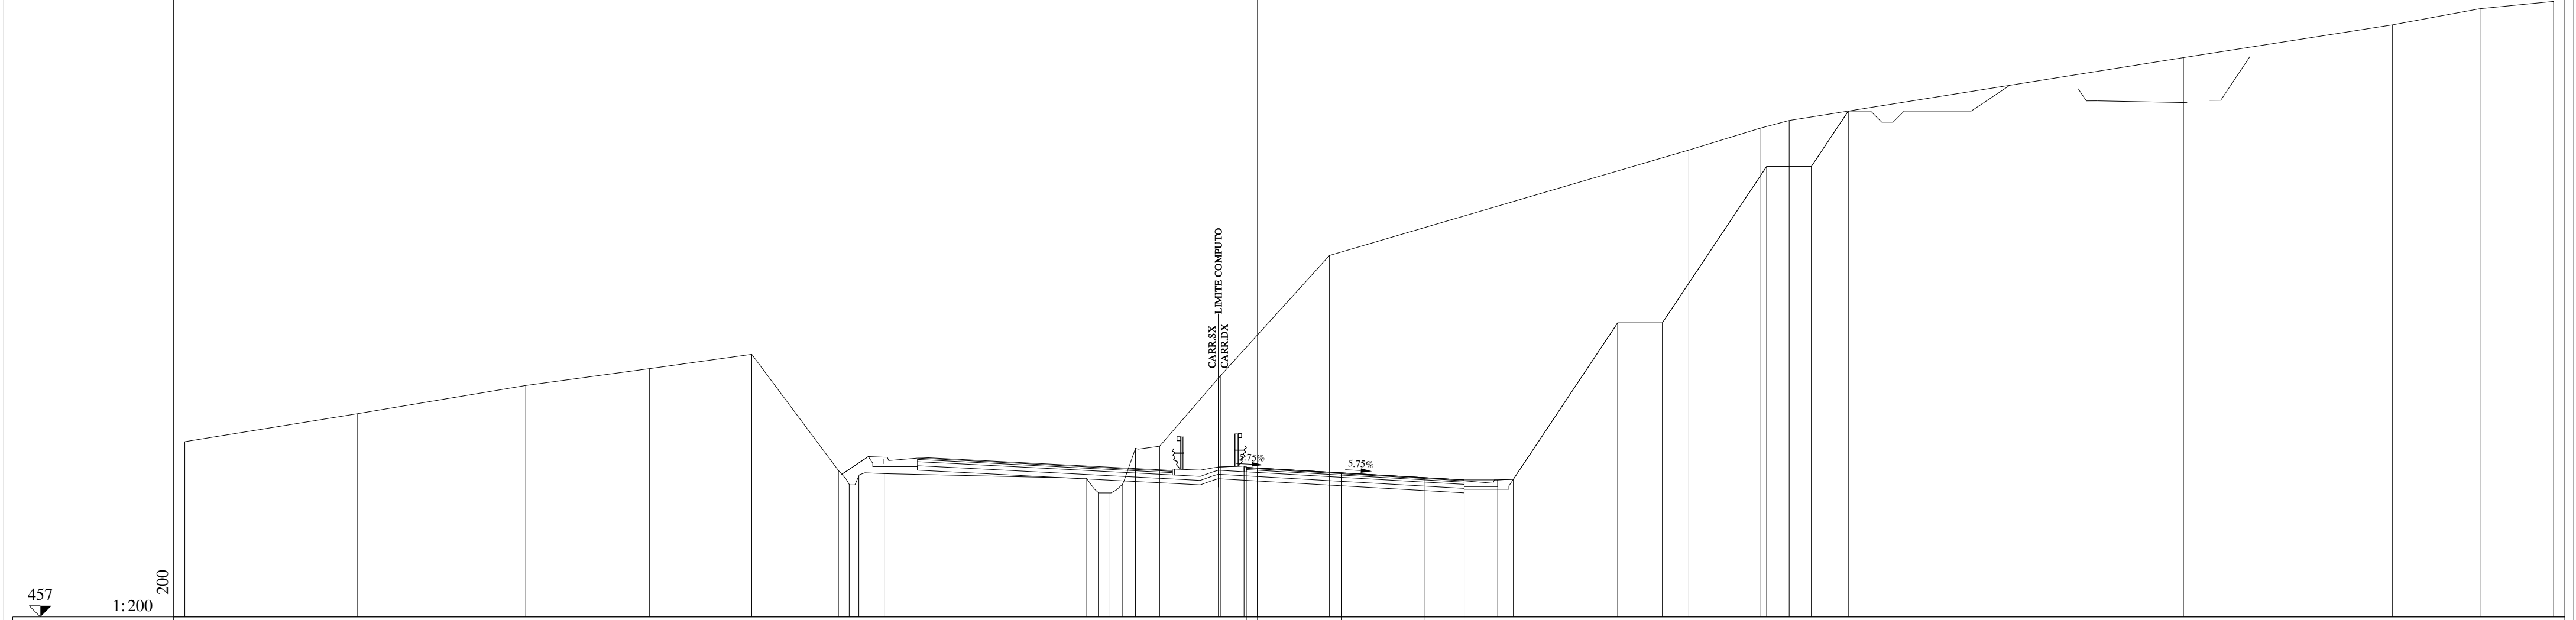 LIMITE COMPUTO
CARR.SX
CARR.DX
5.75%
5.75%
200
457
1:200